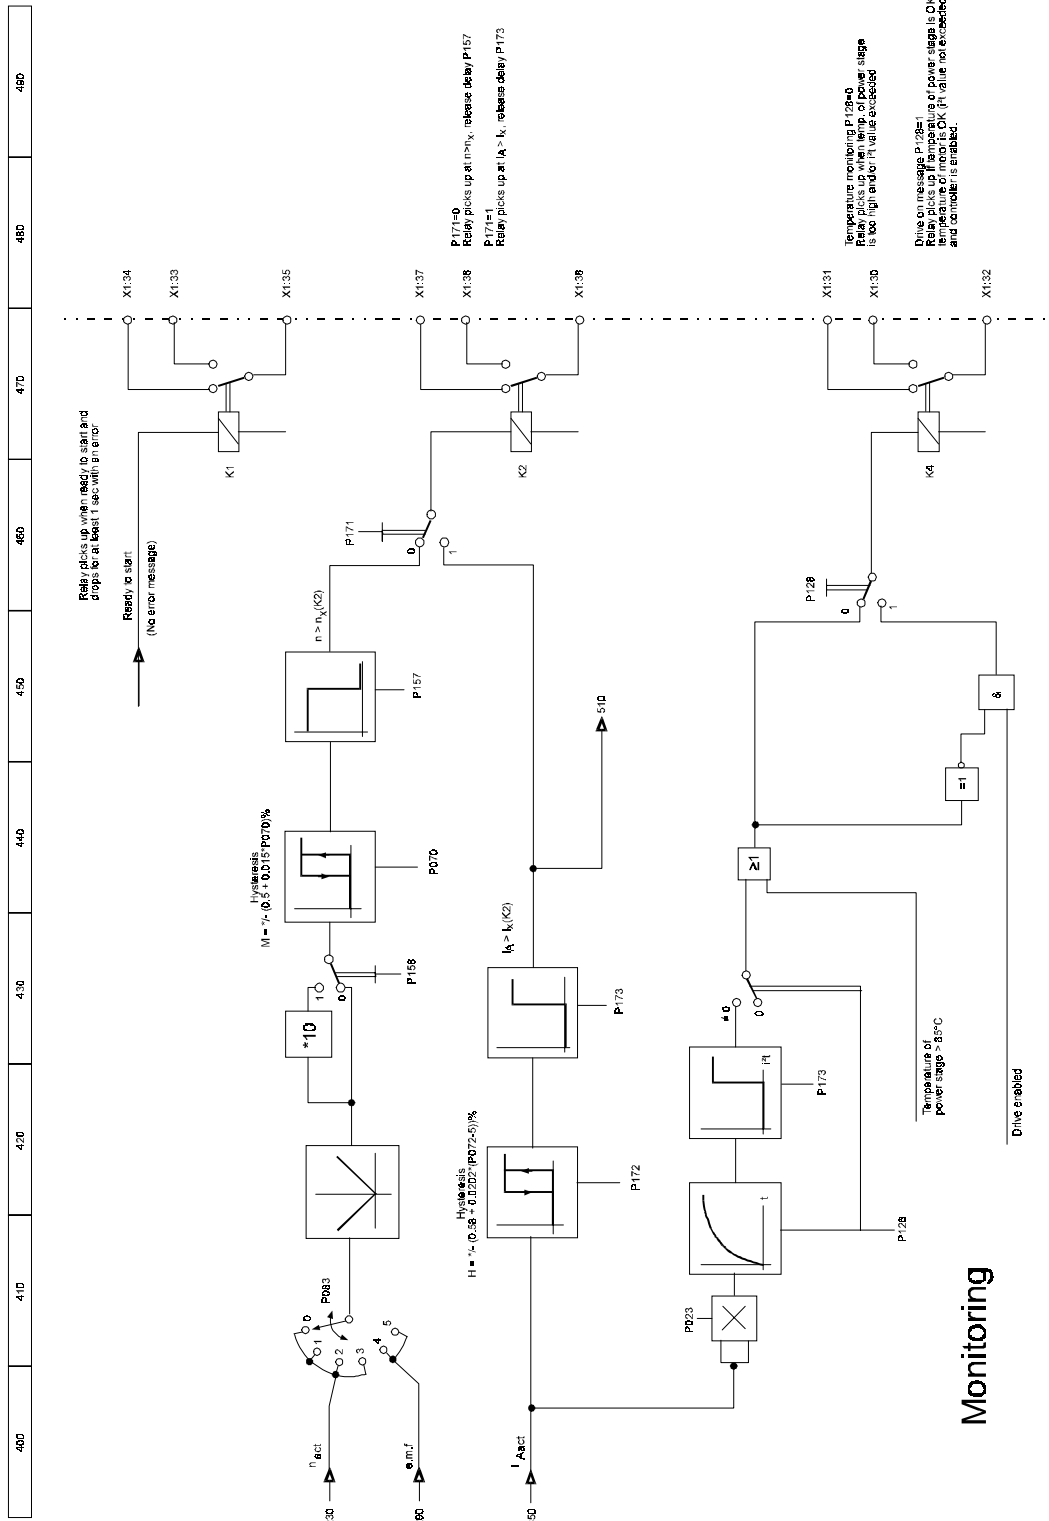 400
410
420
430
440
450
460
470
480
490
Relay picks up when ready to start and
drops for at least 1 sec with an error
Ready to start
(No error message)
K1
X1:34
X1:33
X1:35
:30
n act
e.m.f
:90
P083
0
1
2
3
4
5
*10
1
0
P158
Hysteresis
M = +/- (0.5 + 0.015*P070)%
P070
P157
n > nX(K2)
P171
0
1
K2
X1:37
X1:36
X1:38
P171=0
Relay picks up at n>nX, release delay P157
P171=1
Relay picks up at IA > IX, release delay P173
:50
I Aact
Hysteresis
H = +/- (0.58 + 0.0202*(P072-5))%
P172
P173
IA > IX(K2)
510
P023
t
P126
i²t
P173
≠ 0
0
≥1
=1
&
Temperature of
power stage > 85°C
Drive enabled
P128
0
1
K4
X1:31
X1:30
X1:32
Temperature monitoring P128=0
Relay picks up when temp. of power stage
is too high and/or i²t value exceeded
Drive on message P128=1
Relay picks up if temperature of power stage is OK
temperature of motor is OK (i²t value not exceeded
and controller is enabled.
Monitoring